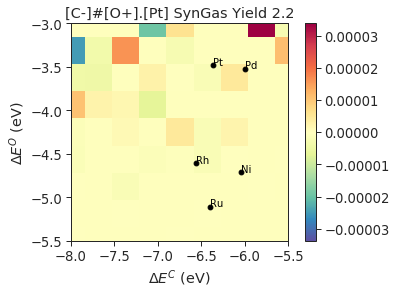 [C-]#[O+].[Pt] SynGas Yield 2.2
−3.0
−3.5
−4.0
−4.5
−5.0
−5.5
ΔE^O (eV)
Pt
Pd
Rh
Ni
Ru
−8.0 −7.5 −7.0 −6.5 −6.0 −5.5
ΔE^C (eV)
0.00003
0.00002
0.00001
0.00000
−0.00001
−0.00002
−0.00003